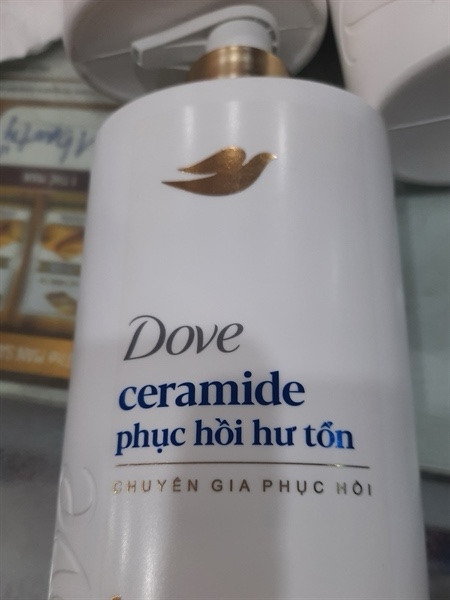 Dove
ceramide
phục hồi hư tổn
CHUYÊN GIA PHỤC HỒI